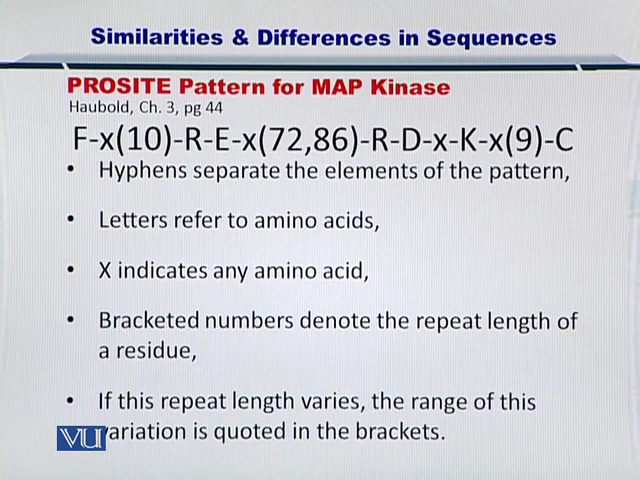 Similarities & Differences in Sequences
PROSITE Pattern for MAP Kinase
Haubold, Ch. 3, pg 44
F-x(10)-R-E-x(72,86)-R-D-x-K-x(9)-C
• Hyphens separate the elements of the pattern,
• Letters refer to amino acids,
• X indicates any amino acid,
• Bracketed numbers denote the repeat length of
a residue,
• If this repeat length varies, the range of this
variation is quoted in the brackets.
VU